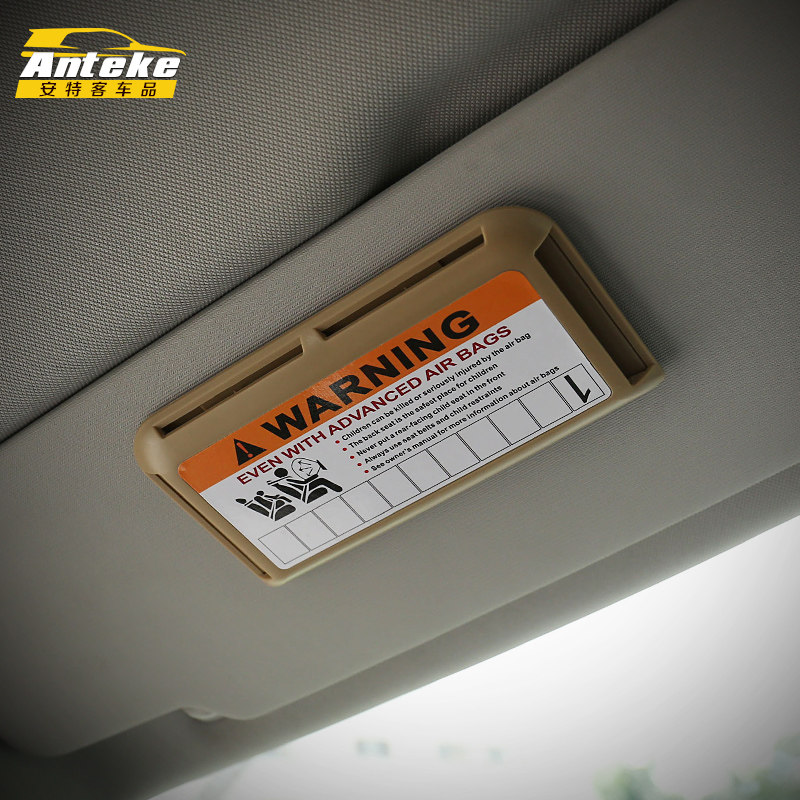 Anteke
安特客车品
WARNING
EVEN WITH ADVANCED AIR BAGS
• Children can be killed or seriously injured by the air bag
• The back seat is the safest place for children
• Never put a rear-facing child seat in the front
• Always use seat belts and child restraints
• See owner's manual for more information about air bags
1